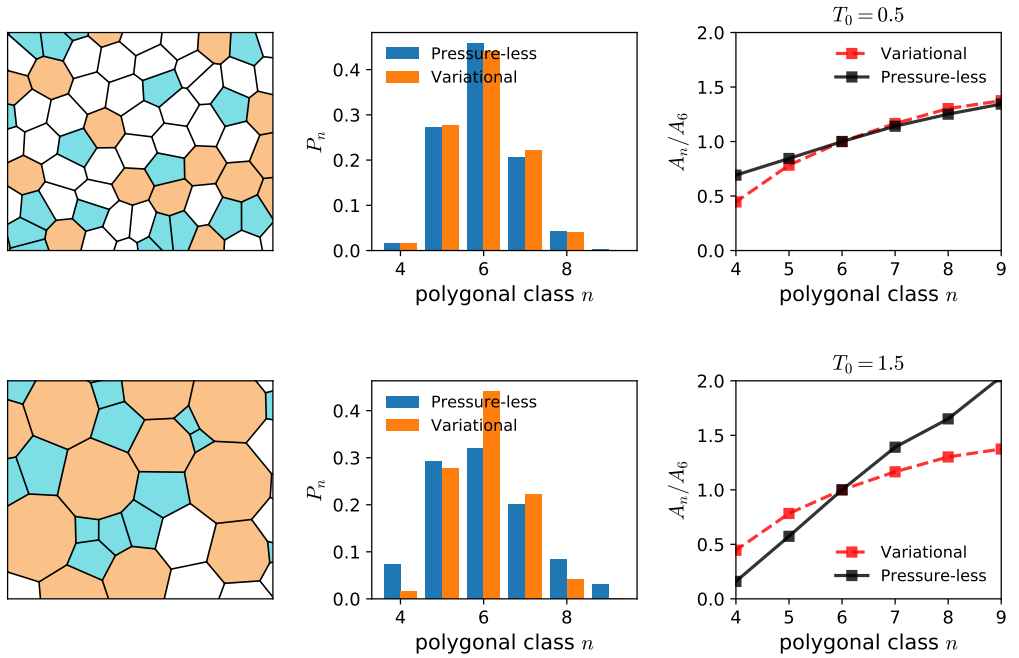 Pressure-less
Variational
0.4
0.3
0.2
0.1
0.0
P_n
4 6 8
polygonal class n
T_0 = 0.5
2.0
1.5
1.0
0.5
0.0
A_n/A_6
Variational
Pressure-less
4 5 6 7 8 9
polygonal class n
Pressure-less
Variational
0.4
0.3
0.2
0.1
0.0
P_n
4 6 8
polygonal class n
T_0 = 1.5
2.0
1.5
1.0
0.5
0.0
A_n/A_6
Variational
Pressure-less
4 5 6 7 8 9
polygonal class n